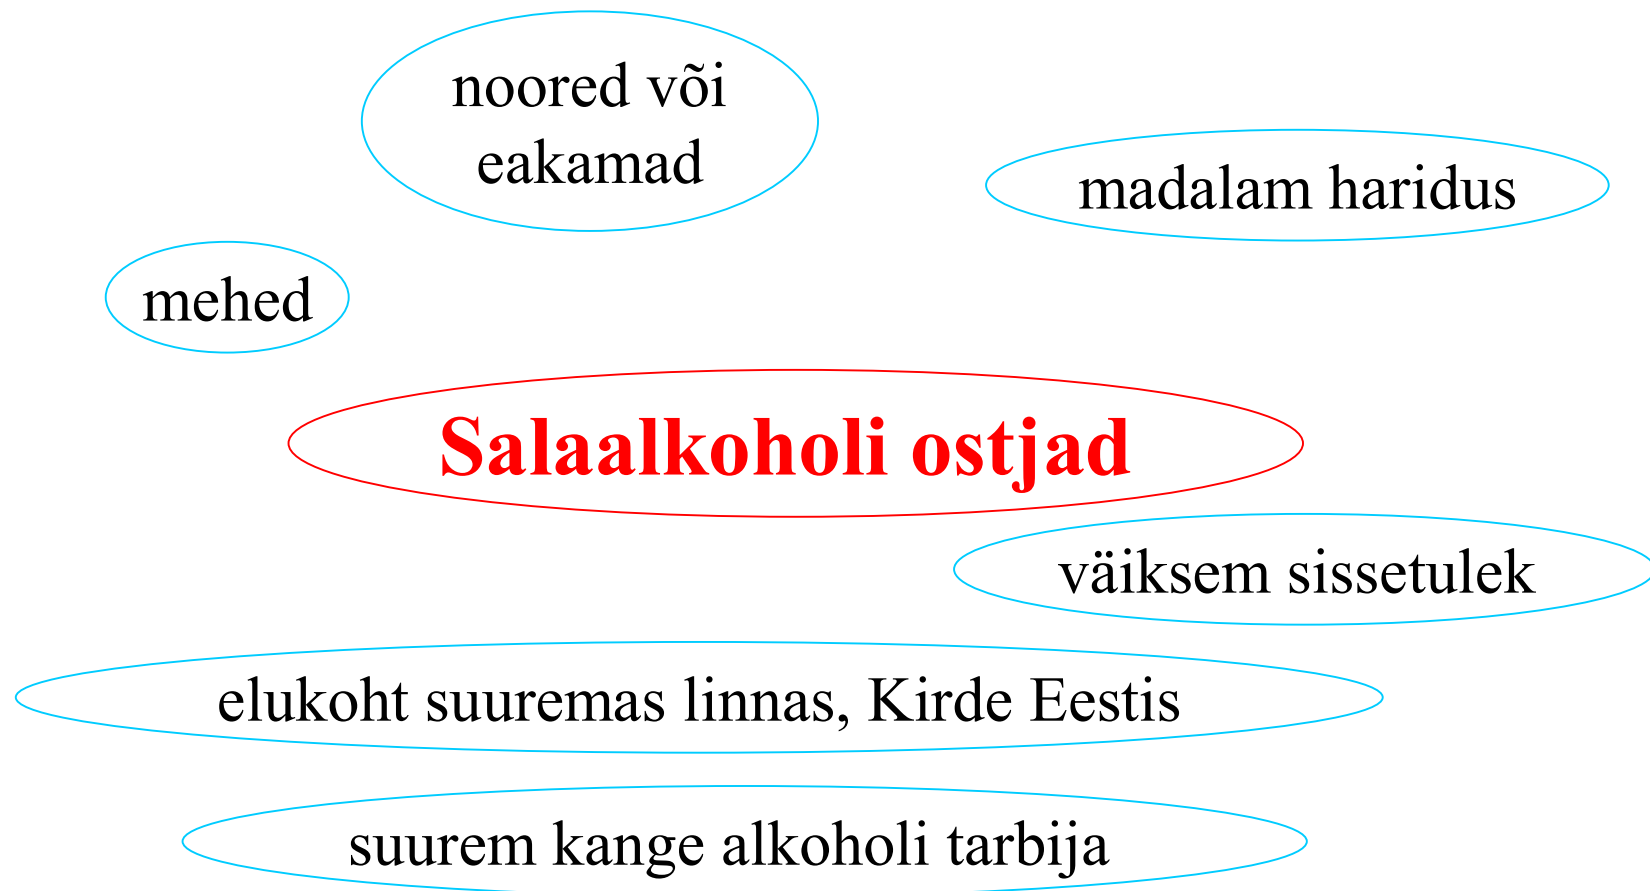 noored või
eakamad
madalam haridus
mehed
Salaalkoholi ostjad
väiksem sissetulek
elukoht suuremas linnas, Kirde Eestis
suurem kange alkoholi tarbija